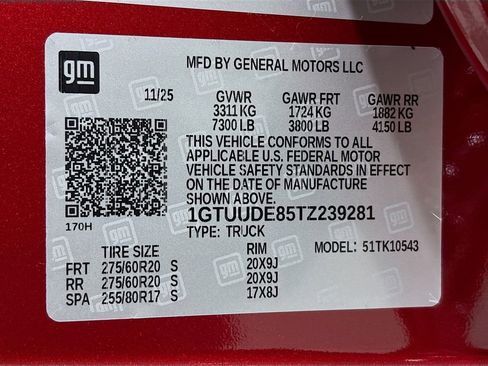 gm
MFD BY GENERAL MOTORS LLC
11/25 GVWR GAWR FRT GAWR RR
3311 KG 1724 KG 1882 KG
7300 LB 3800 LB 4150 LB
THIS VEHICLE CONFORMS TO ALL
APPLICABLE U.S. FEDERAL MOTOR
VEHICLE SAFETY STANDARDS IN EFFECT
ON THE DATE OF MANUFACTURE
SHOWN ABOVE.
170H
1GTUUDE85TZ239281
TYPE: TRUCK
TIRE SIZE RIM MODEL: 51TK10543
FRT 275/60R20 S 20X9J
RR 275/60R20 S 20X9J
SPA 255/80R17 S 17X8J